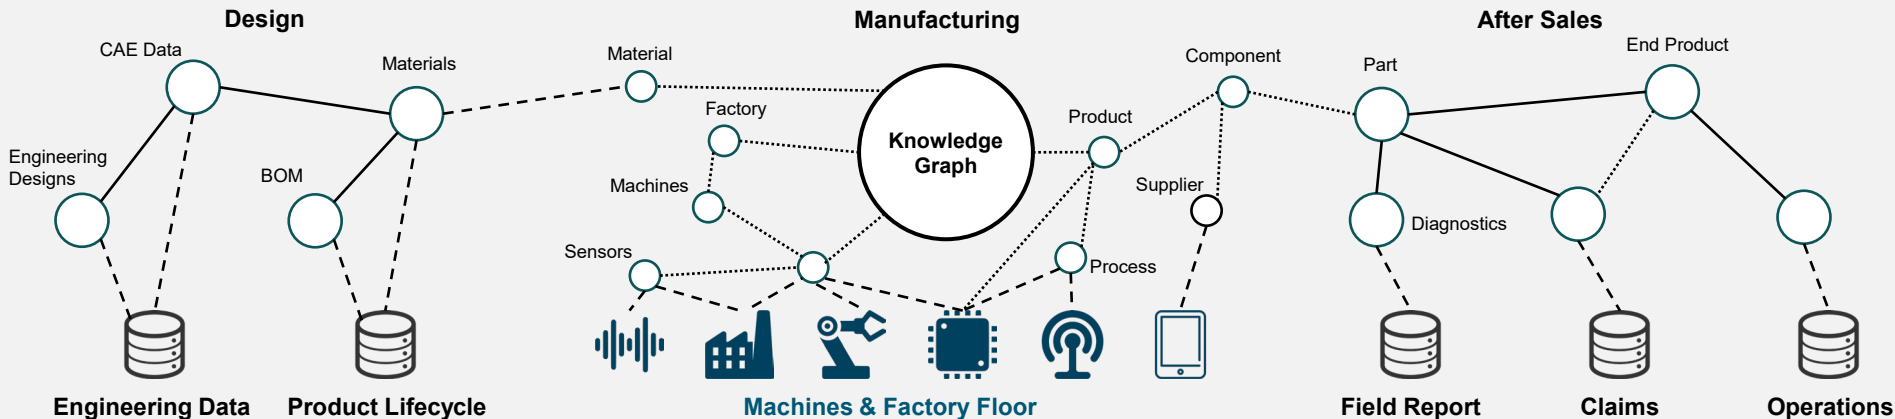 Design
Manufacturing
After Sales
CAE Data
Materials
Material
Factory
Engineering
Designs
BOM
Machines
Sensors
Knowledge
Graph
Product
Component
Supplier
Process
Part
End Product
Diagnostics
Engineering Data
Product Lifecycle
Machines & Factory Floor
Field Report
Claims
Operations